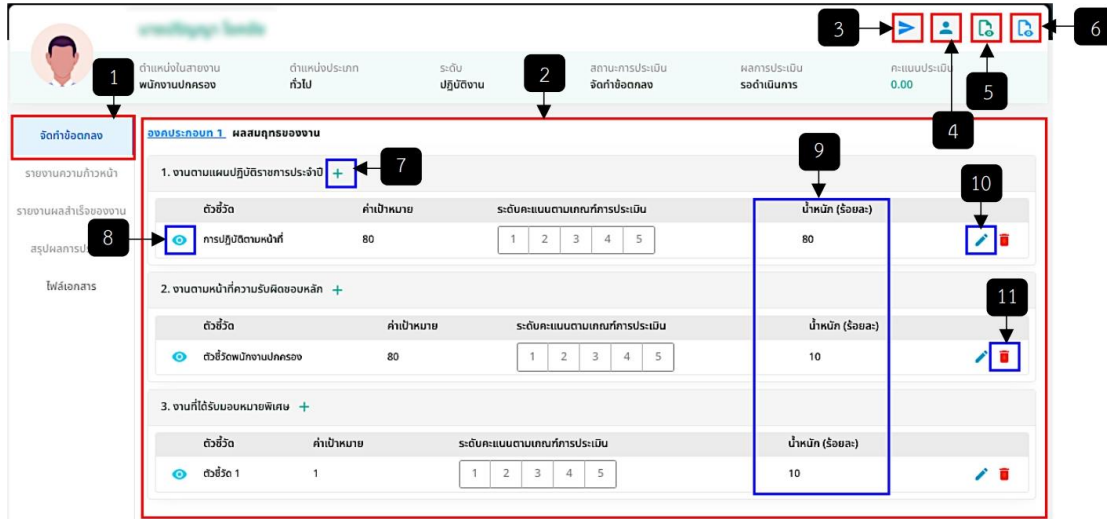 3
6
1
2
5
4
ตำแหน่งในสายงาน ตำแหน่งประเภท ระดับ สถานะการประเมิน ผลการประเมิน คะแนนประเมิน
พนักงานปกครอง ทั่วไป ปฏิบัติงาน จัดทำข้อตกลง รอดำเนินการ 0.00
จัดทำข้อตกลง
รายงานความก้าวหน้า
รายงานผลสำเร็จของงาน
ไฟล์เอกสาร
องค์ประกอบที่ 1 ผลสัมฤทธิ์ของงาน
1. งานตามแผนปฏิบัติราชการประจำปี + 7
9
10
ตัวชี้วัด ค่าเป้าหมาย ระดับคะแนนตามเกณฑ์การประเมิน น้ำหนัก (ร้อยละ)
8 การปฏิบัติตามหน้าที่ 80 1 2 3 4 5 80
2. งานตามหน้าที่ความรับผิดชอบหลัก +
11
ตัวชี้วัด ค่าเป้าหมาย ระดับคะแนนตามเกณฑ์การประเมิน น้ำหนัก (ร้อยละ)
ตัวชี้วัดพนักงานปกครอง 80 1 2 3 4 5 10
3. งานที่ได้รับมอบหมายพิเศษ +
ตัวชี้วัด ค่าเป้าหมาย ระดับคะแนนตามเกณฑ์การประเมิน น้ำหนัก (ร้อยละ)
ตัวชี้วัด 1 1 1 2 3 4 5 10